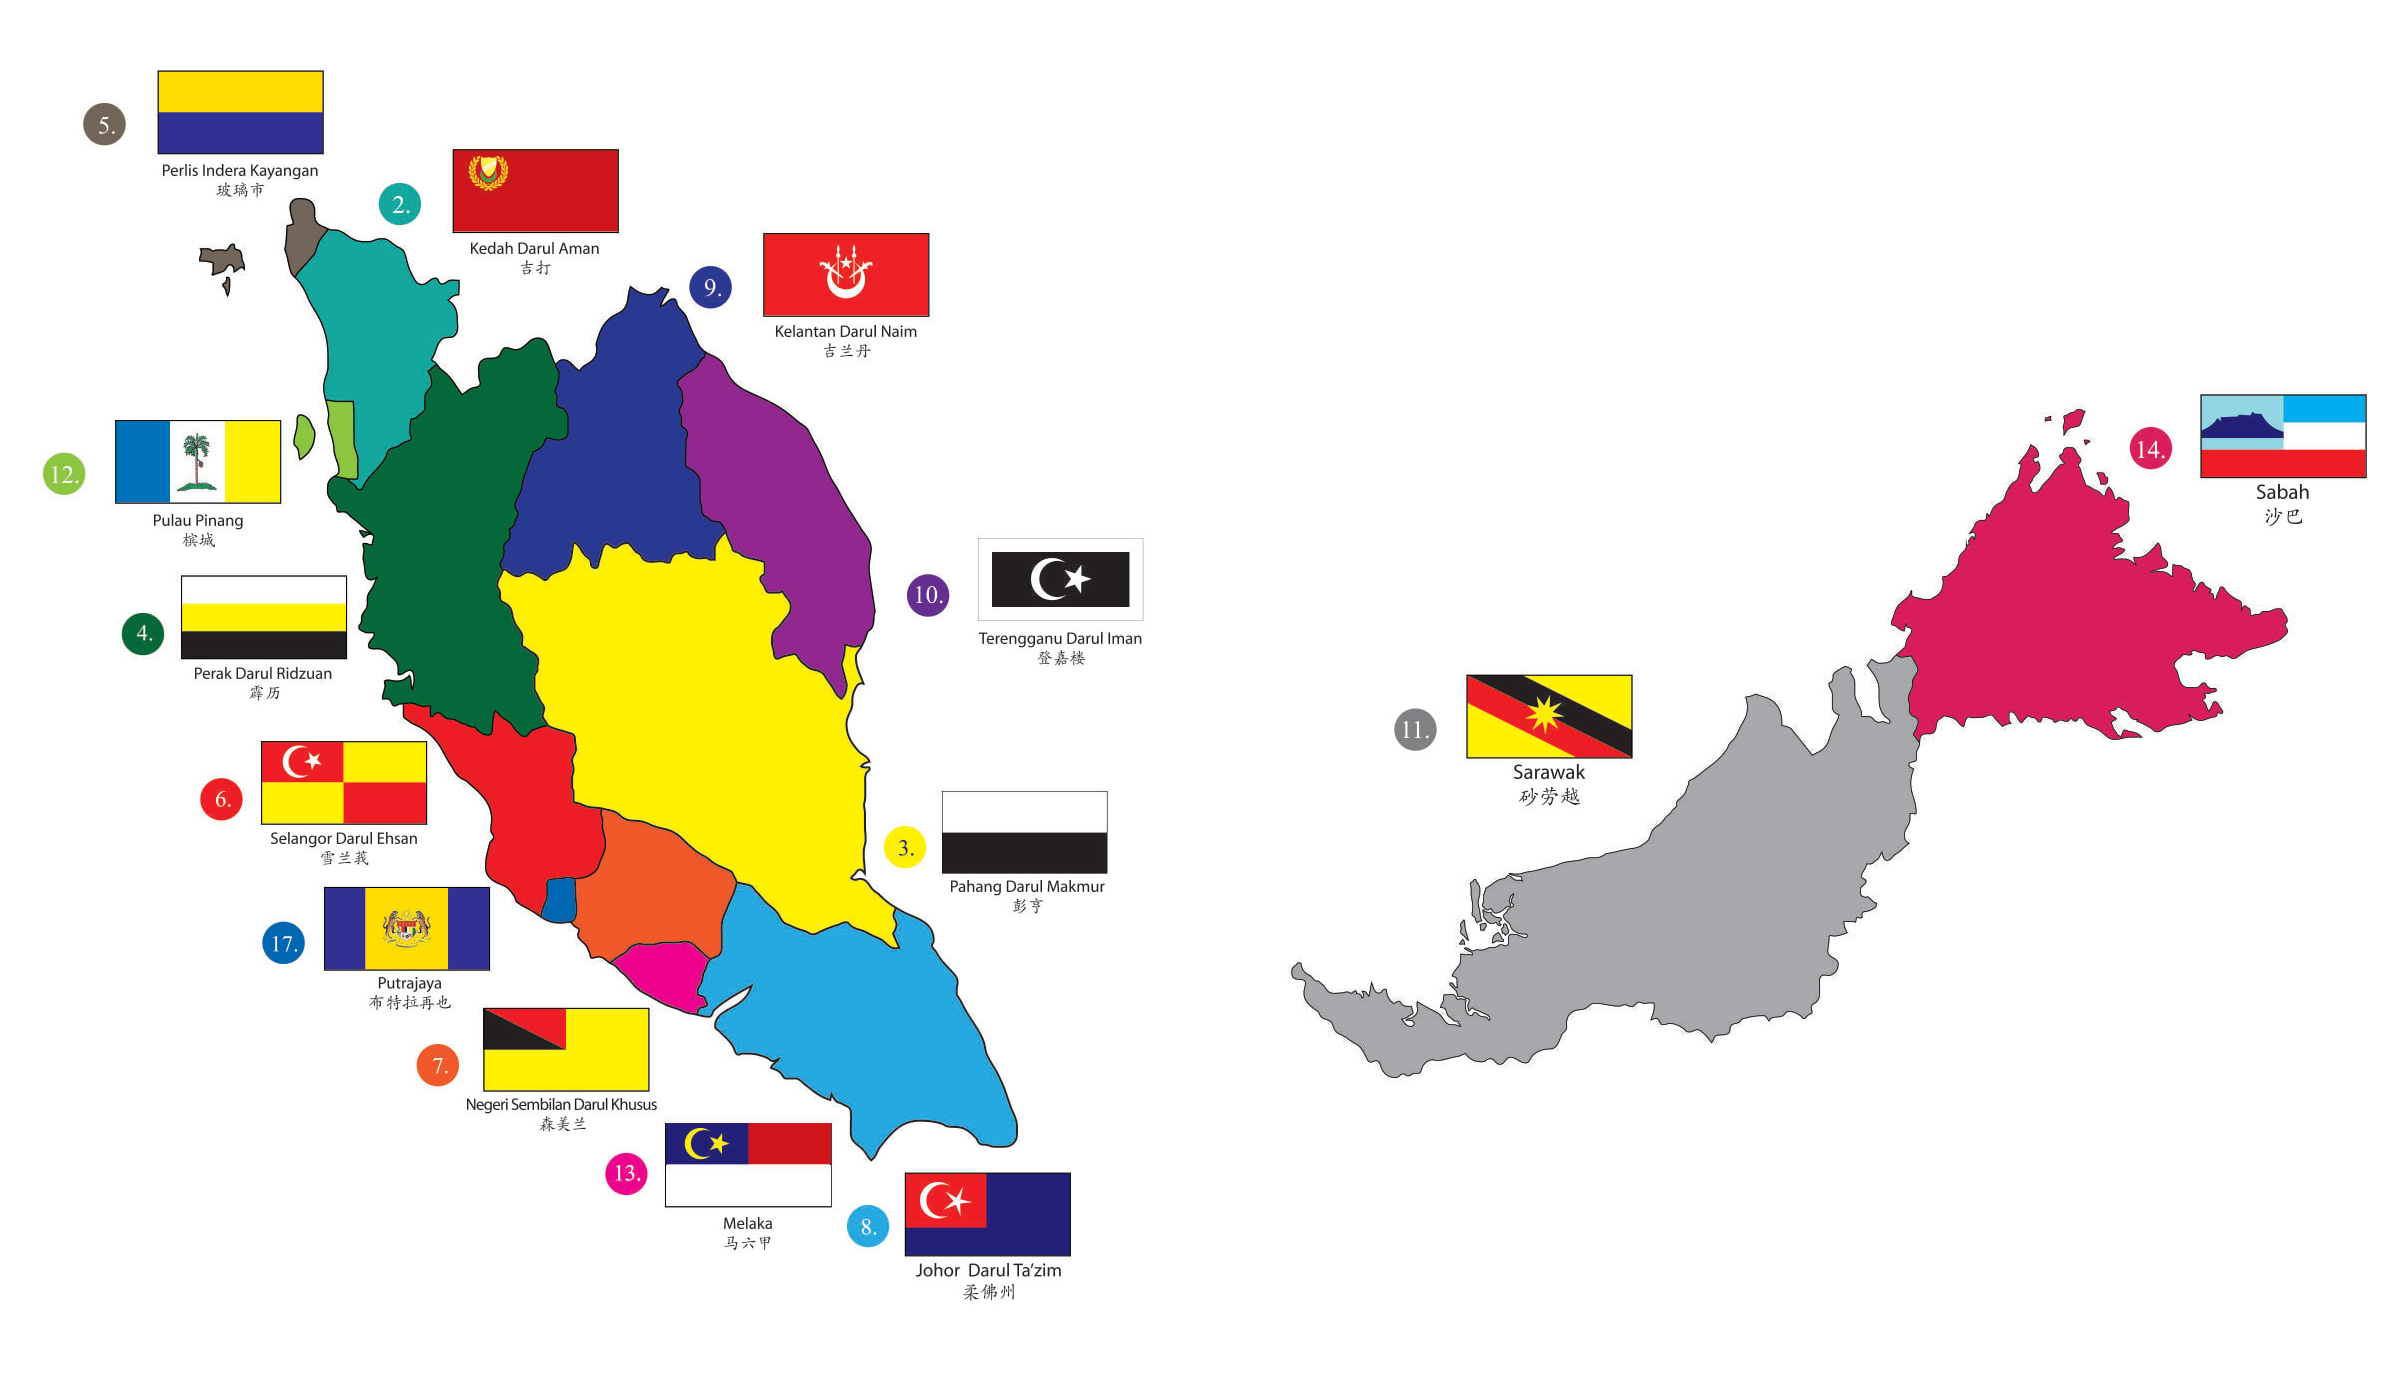 5.
Perlis Indera Kayangan
玻璃市
2.
Kedah Darul Aman
吉打
9.
Kelantan Darul Naim
吉兰丹
12.
Pulau Pinang
槟城
4.
Perak Darul Ridzuan
霹历
10.
Terengganu Darul Iman
登嘉楼
6.
Selangor Darul Ehsan
雪兰莪
3.
Pahang Darul Makmur
彭亨
17.
Putrajaya
布特拉再也
7.
Negeri Sembilan Darul Khusus
森美兰
13.
Melaka
马六甲
8.
Johor Darul Ta’zim
柔佛州
14.
Sabah
沙巴
11.
Sarawak
砂劳越